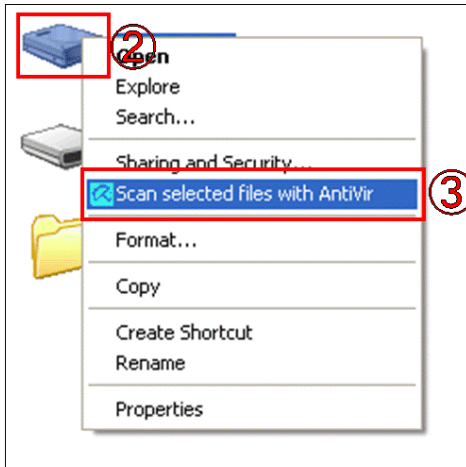 ②
Open
Explore
Search...
Sharing and Security...
Scan selected files with AntiVir
③
Format...
Copy
Create Shortcut
Rename
Properties